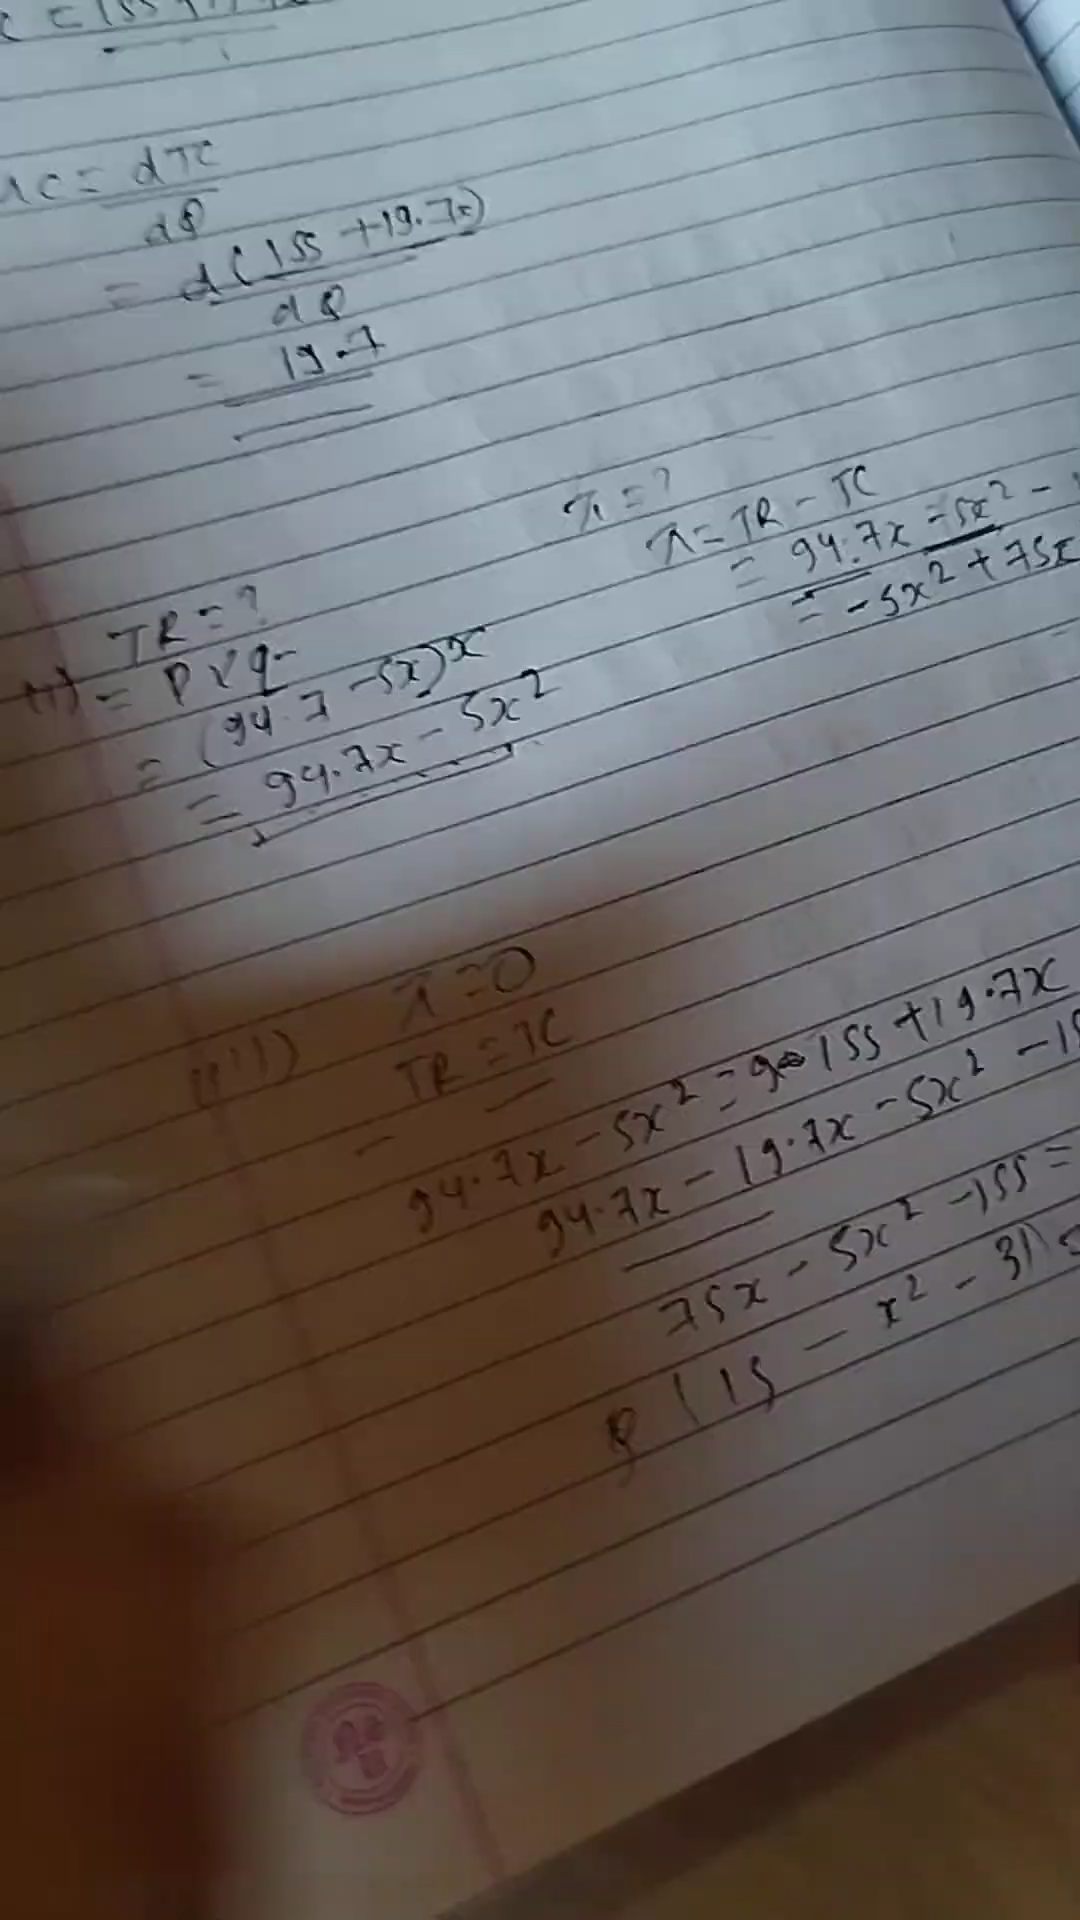 MC = dTC
dQ
= d(155 + 19.7x)
dQ
= 19.7
π = ?
π = TR - TC
= 94.7x - 5x² -
= -5x² + 75x
TR = ?
(ii) = P x q
= (94.7 - 5x)x
= 94.7x - 5x²
(iii) π = 0
TR = TC
94.7x - 5x² = 155 + 19.7x
94.7x - 19.7x - 5x² - 15
75x - 5x² - 155 =
(15 - x² - 31)